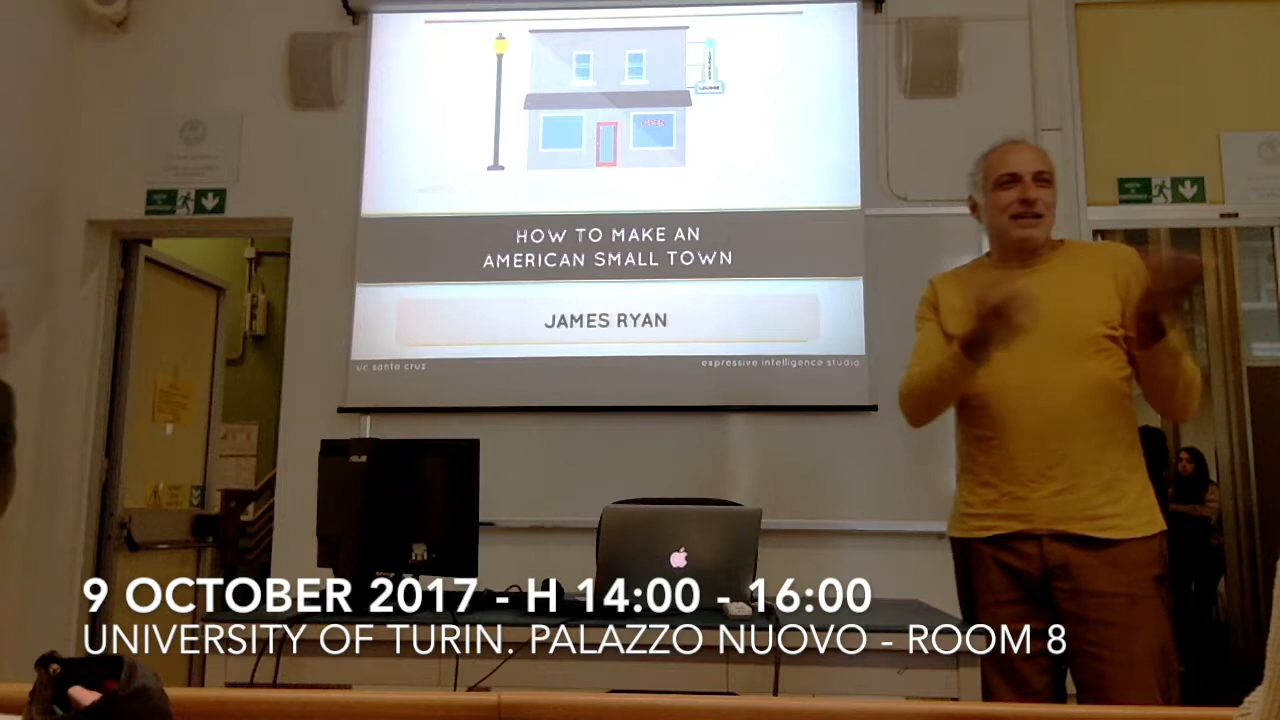 HOW TO MAKE AN
AMERICAN SMALL TOWN
JAMES RYAN
uc santa cruz
expressive intelligence studio
9 OCTOBER 2017 - H 14:00 - 16:00
UNIVERSITY OF TURIN. PALAZZO NUOVO - ROOM 8